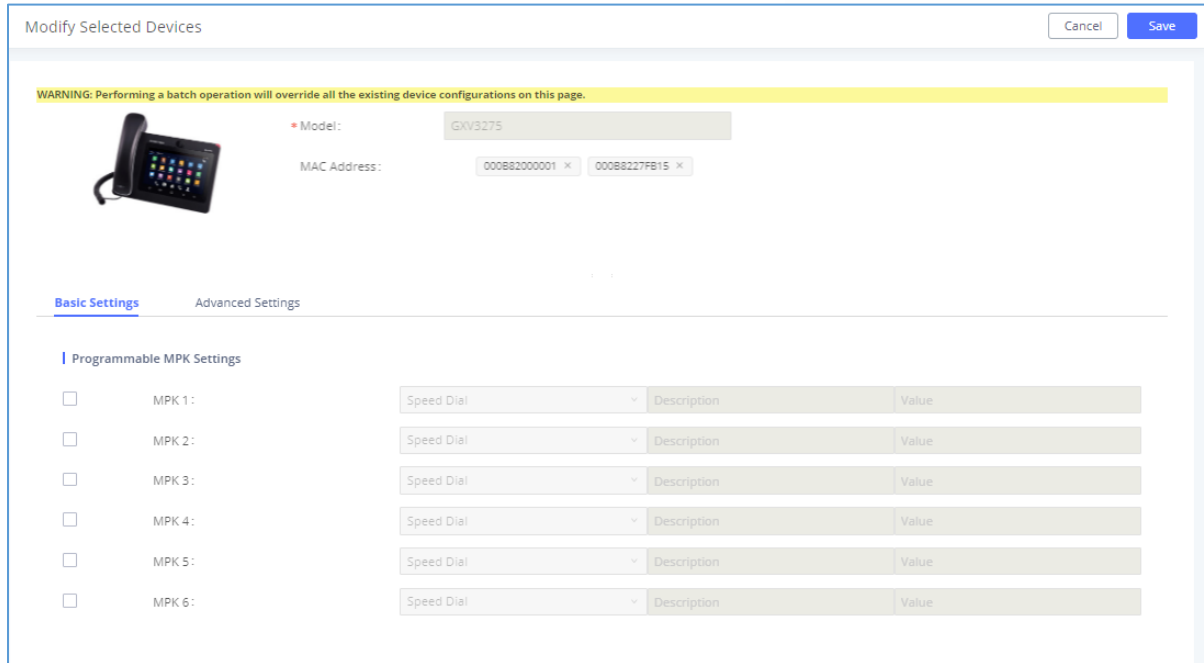 Modify Selected Devices Cancel Save
WARNING: Performing a batch operation will override all the existing device configurations on this page.
* Model: GXV3275
MAC Address: 000B82000001 × 000B8227FB15 ×
Basic Settings Advanced Settings
Programmable MPK Settings
MPK 1: Speed Dial Description Value
MPK 2: Speed Dial Description Value
MPK 3: Speed Dial Description Value
MPK 4: Speed Dial Description Value
MPK 5: Speed Dial Description Value
MPK 6: Speed Dial Description Value